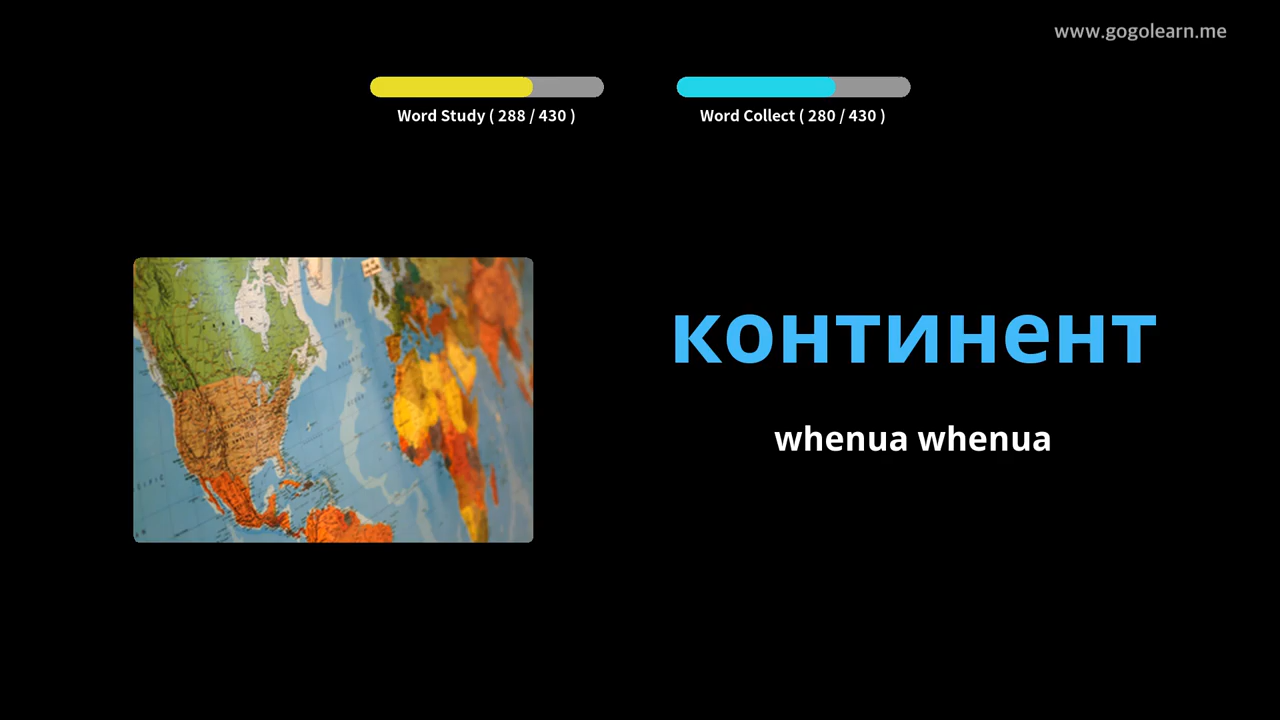 www.gogolearn.me
Word Study ( 288 / 430 )
Word Collect ( 280 / 430 )
континент
whenua whenua